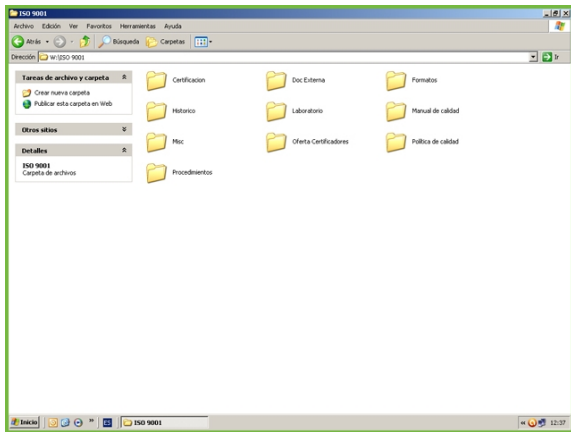 ISO 9001
Archivo Edición Ver Favoritos Herramientas Ayuda
Atrás Búsqueda Carpetas
Dirección W:\ISO 9001 Ir
Tareas de archivo y carpeta
Crear nueva carpeta
Publicar esta carpeta en Web
Otros sitios
Detalles
ISO 9001
Carpeta de archivos
Certificacion Doc Externa Formatos
Historico Laboratorio Manual de calidad
Misc Oferta Certificadores Política de calidad
Procedimientos
Inicio ES ISO 9001 12:37